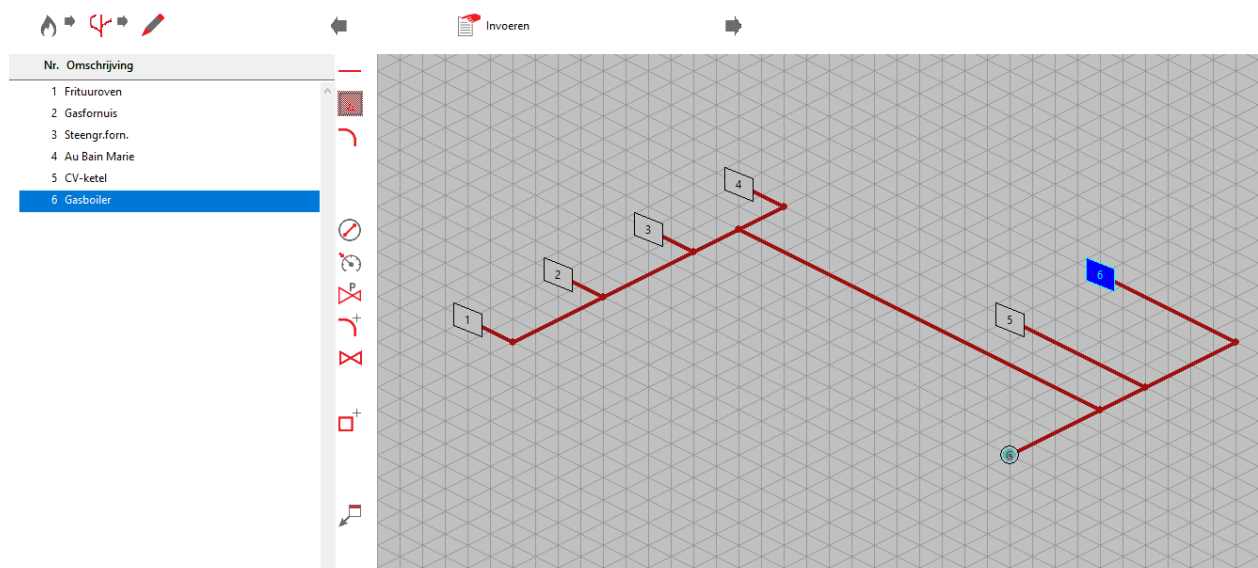 Invoeren
Nr. Omschrijving
1 Frituuroven
2 Gasfornuis
3 Steengr.forn.
4 Au Bain Marie
5 CV-ketel
6 Gasboiler
P
4
3
2
1
6
5
G